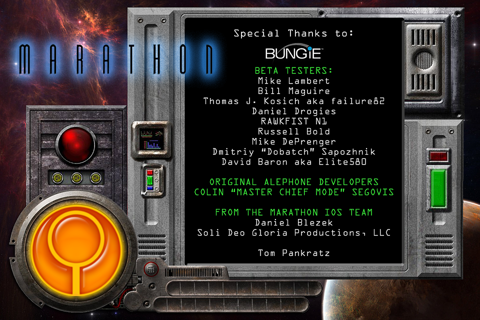 MARATHON
Special Thanks to:
BUNGiE
BETA TESTERS:
Mike Lambert
Bill Maguire
Thomas J. Kosich aka failure82
Daniel Drogies
RAWKFIST N1
Russell Bold
Mike DePrenger
Dmitriy “Dobatch” Sapozhnik
David Baron aka Elite580
ORIGINAL ALEPHONE DEVELOPERS
COLIN “MASTER CHIEF MODE” SEGOVIS
FROM THE MARATHON IOS TEAM
Daniel Blezek
Soli Deo Gloria Productions, LLC
Tom Pankratz